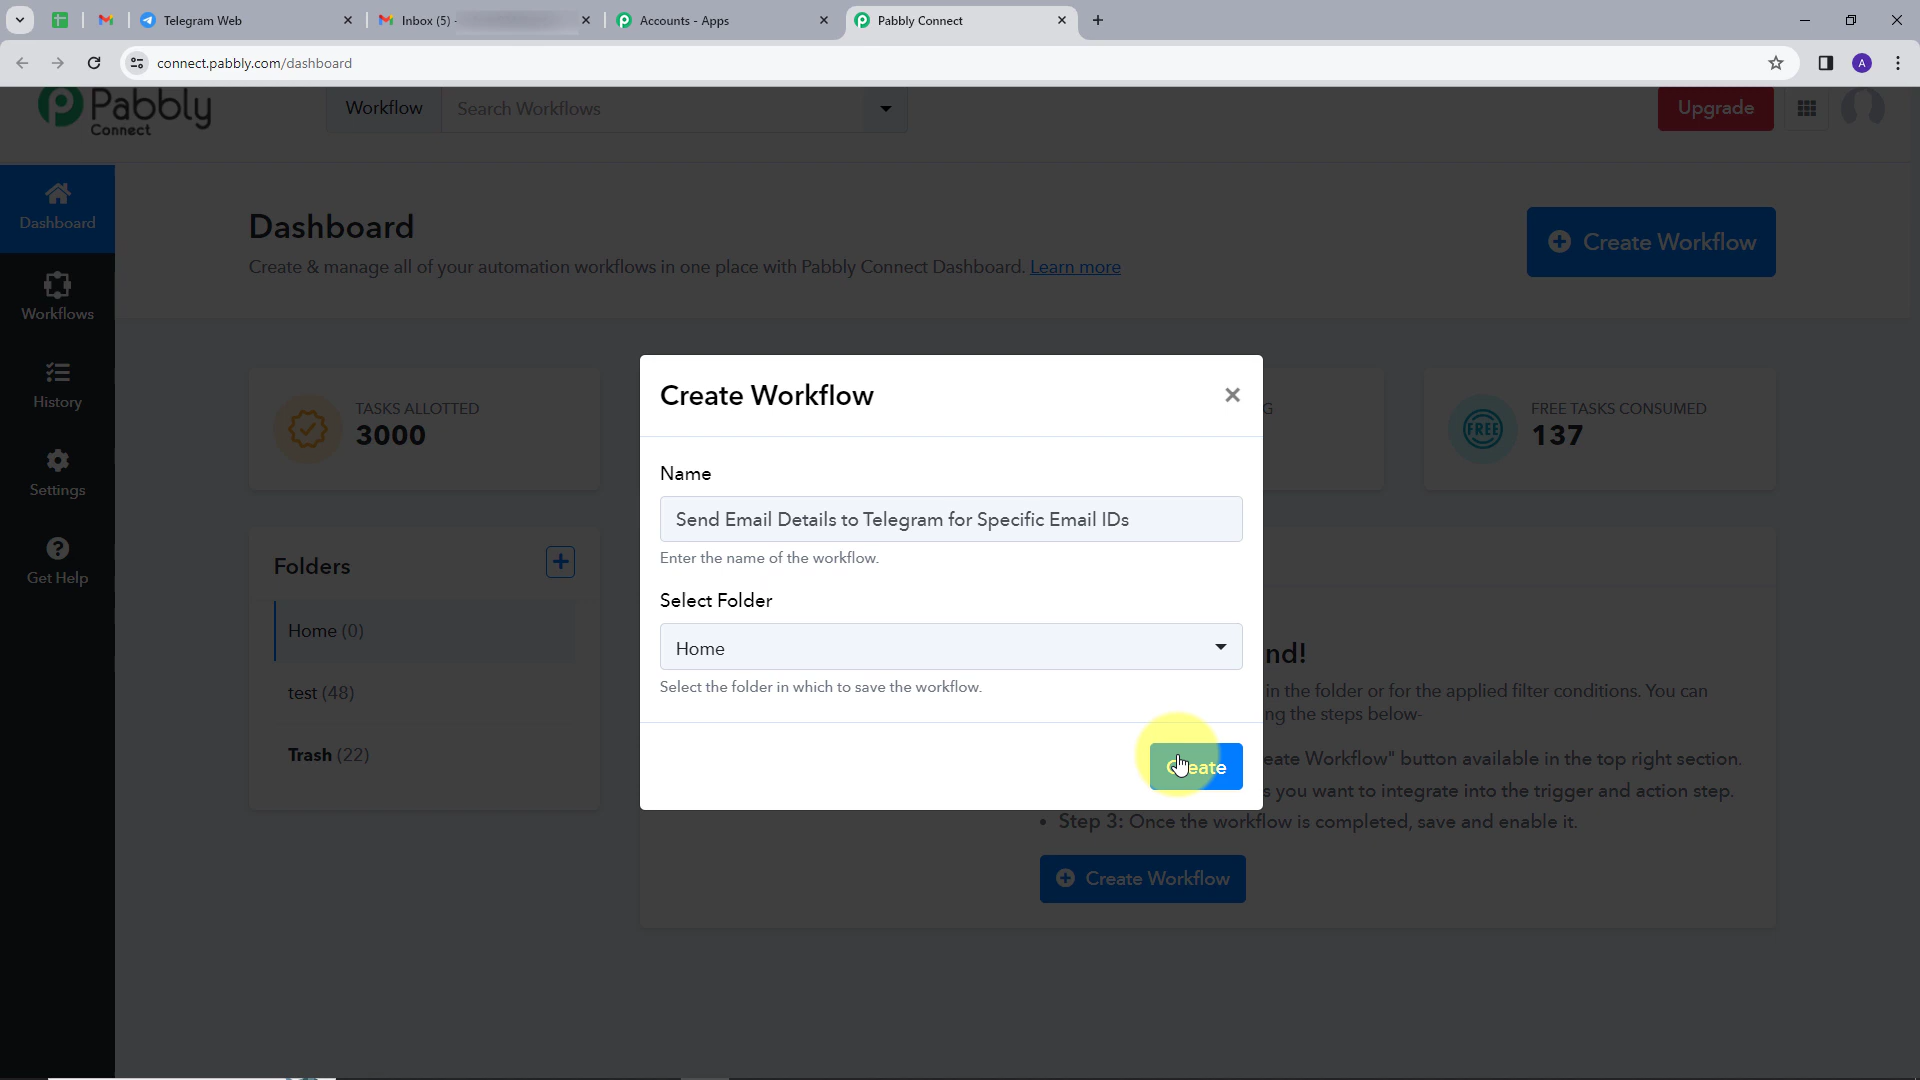 Telegram Web
Inbox (5) -
Accounts - Apps
Pabbly Connect
connect.pabbly.com/dashboard
A
Pabbly
Connect
Workflow
Search Workflows
Upgrade
Dashboard
Workflows
History
Settings
Get Help
Dashboard
Create & manage all of your automation workflows in one place with Pabbly Connect Dashboard. Learn more
Create Workflow
TASKS ALLOTTED
3000
G
FREE
FREE TASKS CONSUMED
137
Folders
Home (0)
test (48)
Trash (22)
Create Workflow
Name
Send Email Details to Telegram for Specific Email IDs
Enter the name of the workflow.
Select Folder
Home
Select the folder in which to save the workflow.
Create
nd!
in the folder or for the applied filter conditions. You can
ng the steps below-
eate Workflow" button available in the top right section.
s you want to integrate into the trigger and action step.
• Step 3: Once the workflow is completed, save and enable it.
Create Workflow